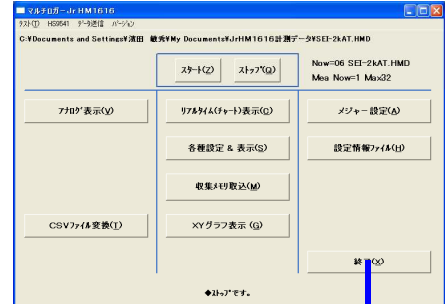 マルチロガーJr HM1616
テスト(T) HS9541 データ送信 バージョン
C:¥Documents and Settings¥濱田 敏秀¥My Documents¥JrHM1616計測データ¥SEI-2kAT.HMD
スタート(Z) ストップ(Q)
Now=06 SEI-2kAT.HMD
Mea Now=1 Max32
アナログ表示(V) リアルタイム(チャート)表示(C) メジャー設定(A)
各種設定 & 表示(S) 設定情報ファイル(H)
収集メモリ取込(M)
CSVファイル変換(T) XYグラフ表示 (G)
(X)
◆ストップです。